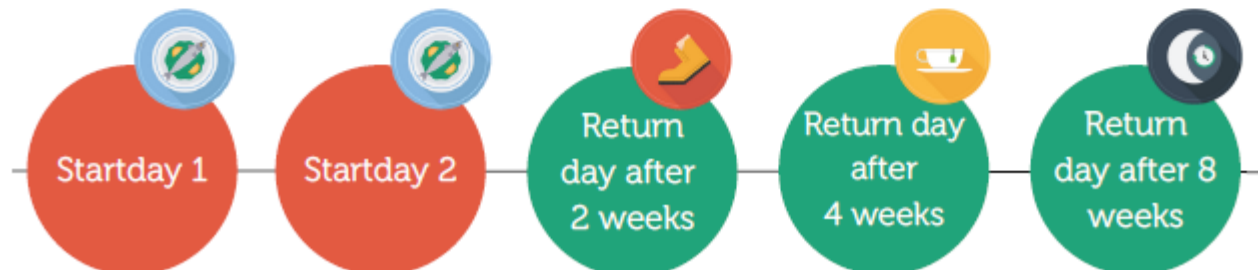 Startday 1
Startday 2
Return
day after
2 weeks
Return day
after
4 weeks
Return
day after 8
weeks